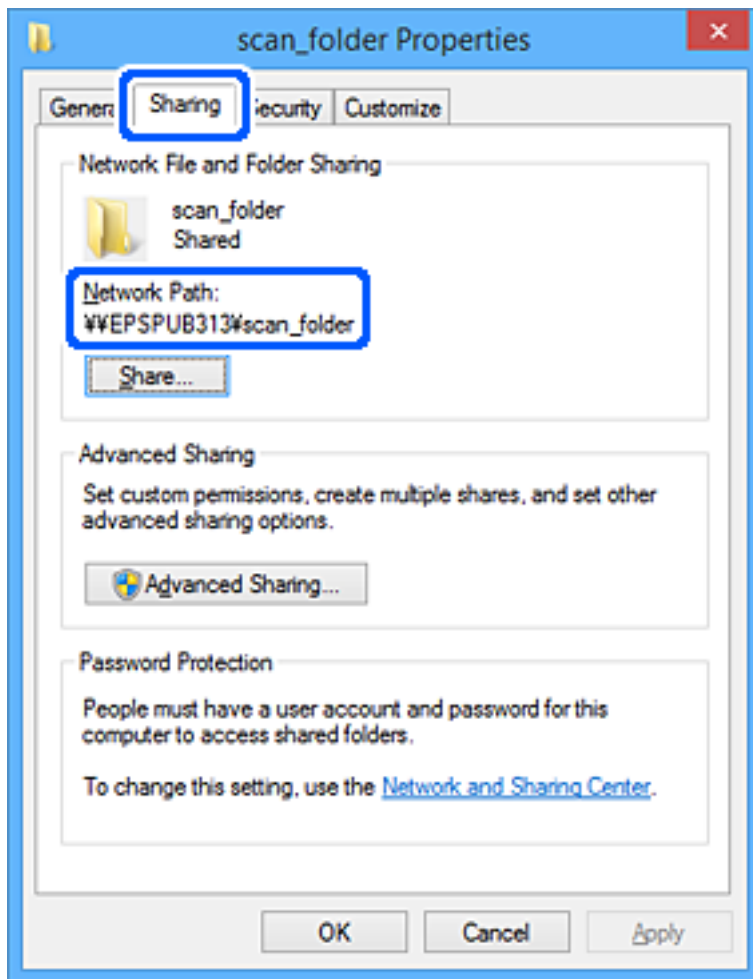 scan_folder Properties
General Sharing Security Customize
Network File and Folder Sharing
scan_folder
Shared
Network Path:
¥¥EPSPUB313¥scan_folder
Share...
Advanced Sharing
Set custom permissions, create multiple shares, and set other
advanced sharing options.
Advanced Sharing...
Password Protection
People must have a user account and password for this
computer to access shared folders.
To change this setting, use the Network and Sharing Center.
OK Cancel Apply